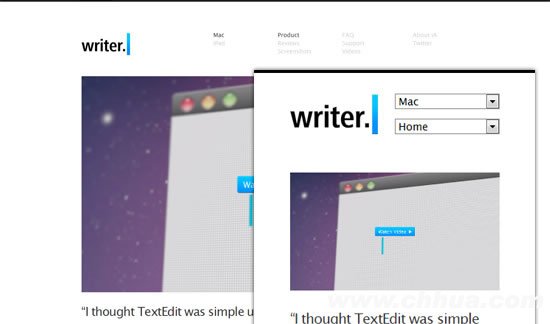 writer.
Mac
iPad
Product
Reviews
Screenshots
FAQ
Support
Videos
About iA
Twitter
Wa
"I thought TextEdit was simple u
writer.
Mac
Home
Watch Video
"I thought TextEdit was simple
www.chhua.com